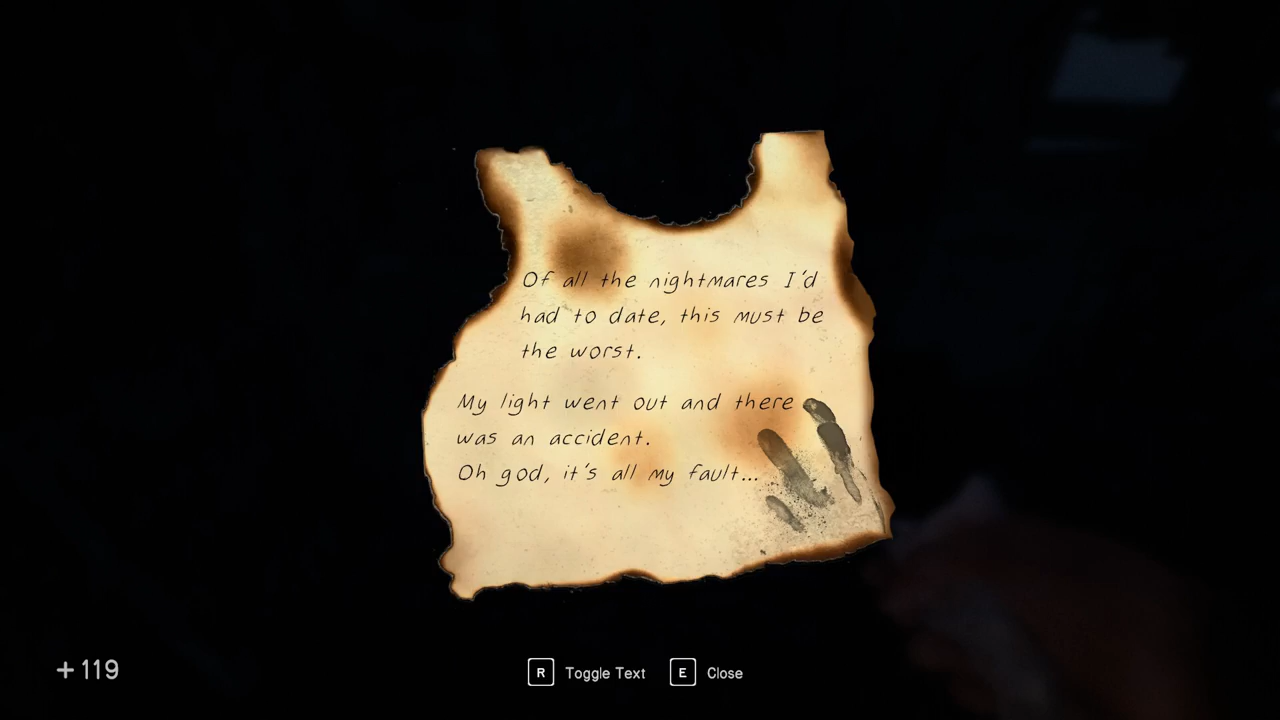 Of all the nightmares I'd
had to date, this must be
the worst.
My light went out and there
was an accident.
Oh god, it's all my fault...
+119
R Toggle Text E Close